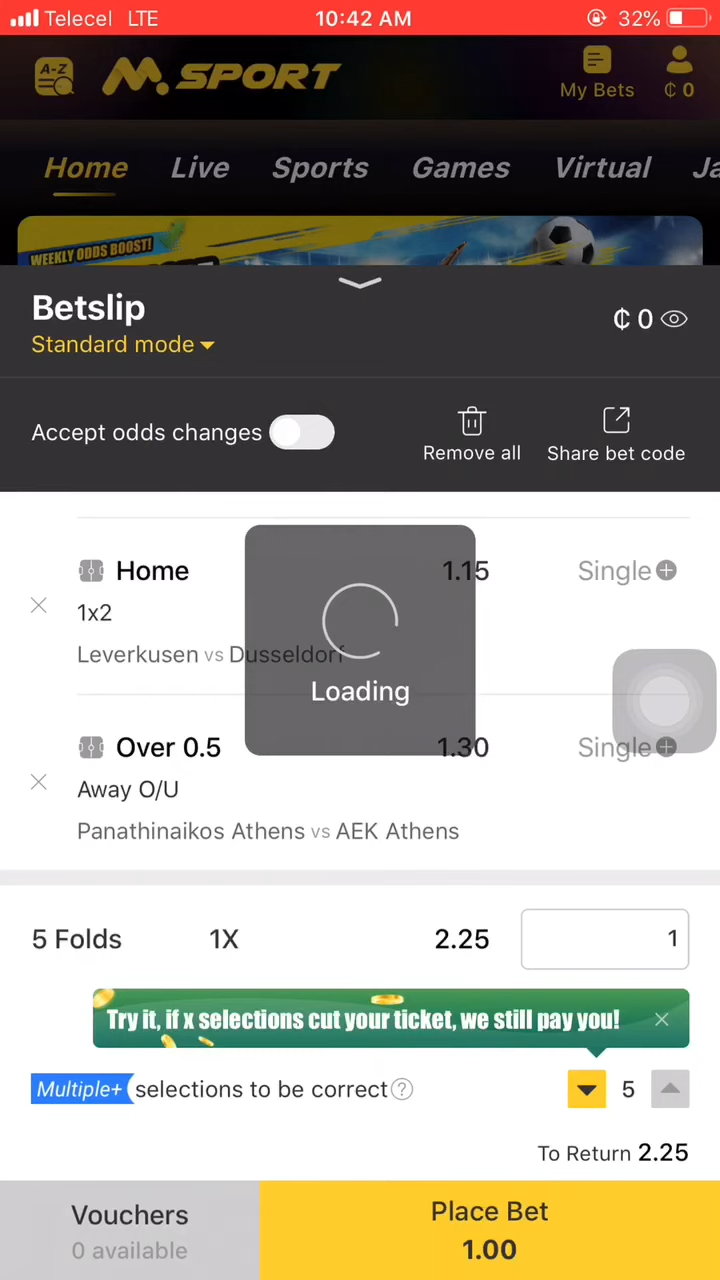 Telecel LTE 10:42 AM 32%
A-Z M.SPORT My Bets ₵ 0
Home Live Sports Games Virtual Ja
WEEKLY ODDS BOOST!
Betslip ₵ 0
Standard mode
Accept odds changes Remove all Share bet code
Home 1.15 Single
1x2
Leverkusen vs Dusseldorf
Loading
Over 0.5 1.30 Single
Away O/U
Panathinaikos Athens vs AEK Athens
5 Folds 1X 2.25 1
Try it, if x selections cut your ticket, we still pay you!
Multiple+ selections to be correct ? 5
To Return 2.25
Vouchers Place Bet
0 available 1.00